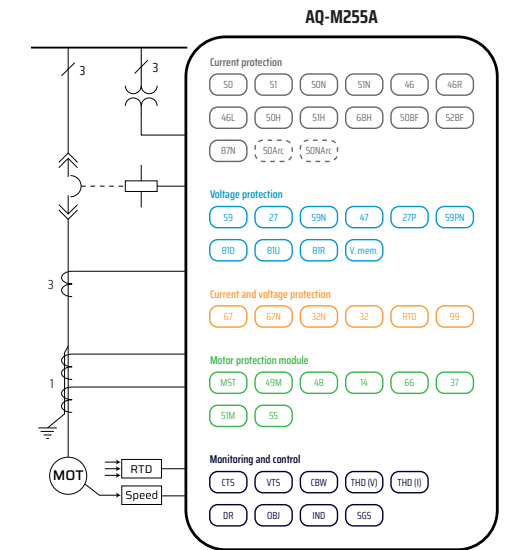 AQ-M255A
3
3
Current protection
50 51 50N 51N 46 46R
46L 50H 51H 68H 50BF 52BF
87N 50Arc 50NArc
Voltage protection
59 27 59N 47 27P 59PN
81O 81U 81R V. mem.
3
Current and voltage protection
67 67N 32N 32 RTD 99
Motor protection module
MST 49M 48 14 66 37
1
51M 55
Monitoring and control
MOT
RTD
CTS VTS CBW THD (V) THD (I)
Speed
DR OBJ IND SGS